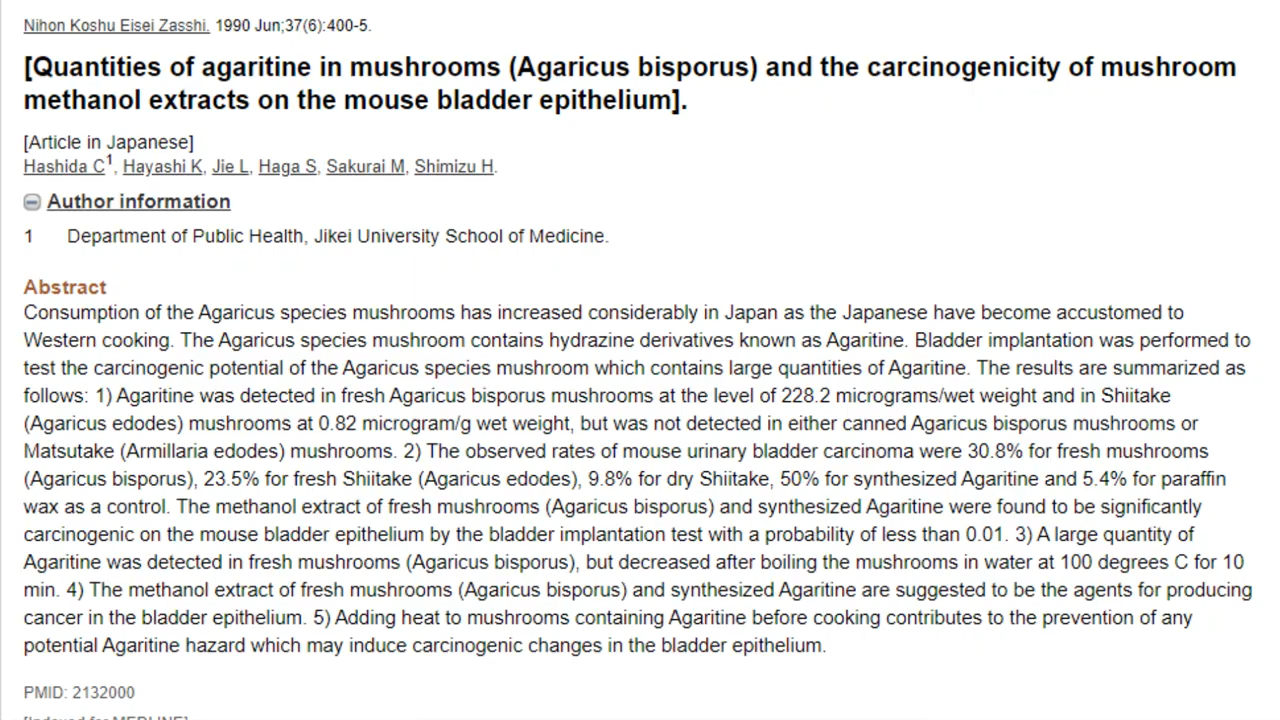 Nihon Koshu Eisei Zasshi. 1990 Jun;37(6):400-5.
[Quantities of agaritine in mushrooms (Agaricus bisporus) and the carcinogenicity of mushroom
methanol extracts on the mouse bladder epithelium].
[Article in Japanese]
Hashida C1, Hayashi K, Jie L, Haga S, Sakurai M, Shimizu H.
Author information
1 Department of Public Health, Jikei University School of Medicine.
Abstract
Consumption of the Agaricus species mushrooms has increased considerably in Japan as the Japanese have become accustomed to
Western cooking. The Agaricus species mushroom contains hydrazine derivatives known as Agaritine. Bladder implantation was performed to
test the carcinogenic potential of the Agaricus species mushroom which contains large quantities of Agaritine. The results are summarized as
follows: 1) Agaritine was detected in fresh Agaricus bisporus mushrooms at the level of 228.2 micrograms/wet weight and in Shiitake
(Agaricus edodes) mushrooms at 0.82 microgram/g wet weight, but was not detected in either canned Agaricus bisporus mushrooms or
Matsutake (Armillaria edodes) mushrooms. 2) The observed rates of mouse urinary bladder carcinoma were 30.8% for fresh mushrooms
(Agaricus bisporus), 23.5% for fresh Shiitake (Agaricus edodes), 9.8% for dry Shiitake, 50% for synthesized Agaritine and 5.4% for paraffin
wax as a control. The methanol extract of fresh mushrooms (Agaricus bisporus) and synthesized Agaritine were found to be significantly
carcinogenic on the mouse bladder epithelium by the bladder implantation test with a probability of less than 0.01. 3) A large quantity of
Agaritine was detected in fresh mushrooms (Agaricus bisporus), but decreased after boiling the mushrooms in water at 100 degrees C for 10
min. 4) The methanol extract of fresh mushrooms (Agaricus bisporus) and synthesized Agaritine are suggested to be the agents for producing
cancer in the bladder epithelium. 5) Adding heat to mushrooms containing Agaritine before cooking contributes to the prevention of any
potential Agaritine hazard which may induce carcinogenic changes in the bladder epithelium.
PMID: 2132000
[Indexed for MEDLINE]